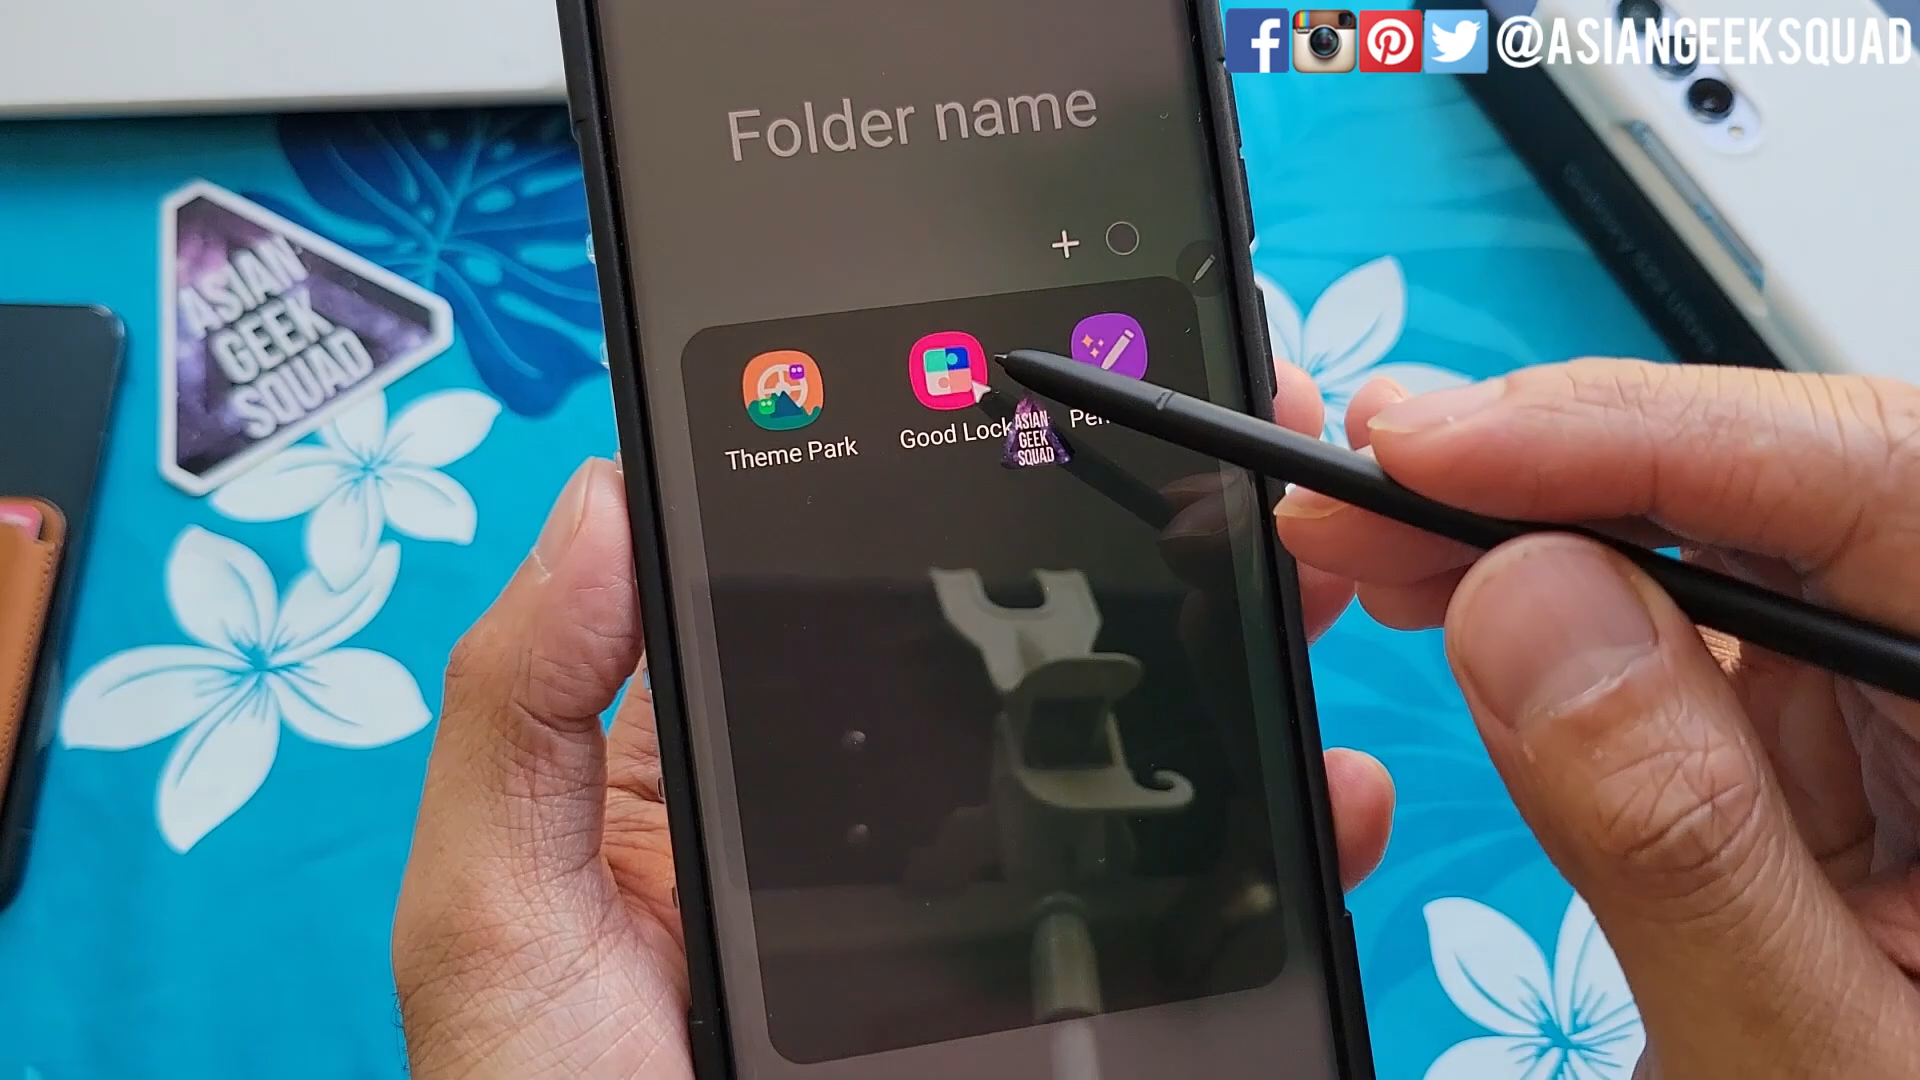 @ASIANGEEKSQUAD
Folder name
ASIAN
GEEK
SQUAD
Theme Park
Good Lock
ASIAN
GEEK
SQUAD